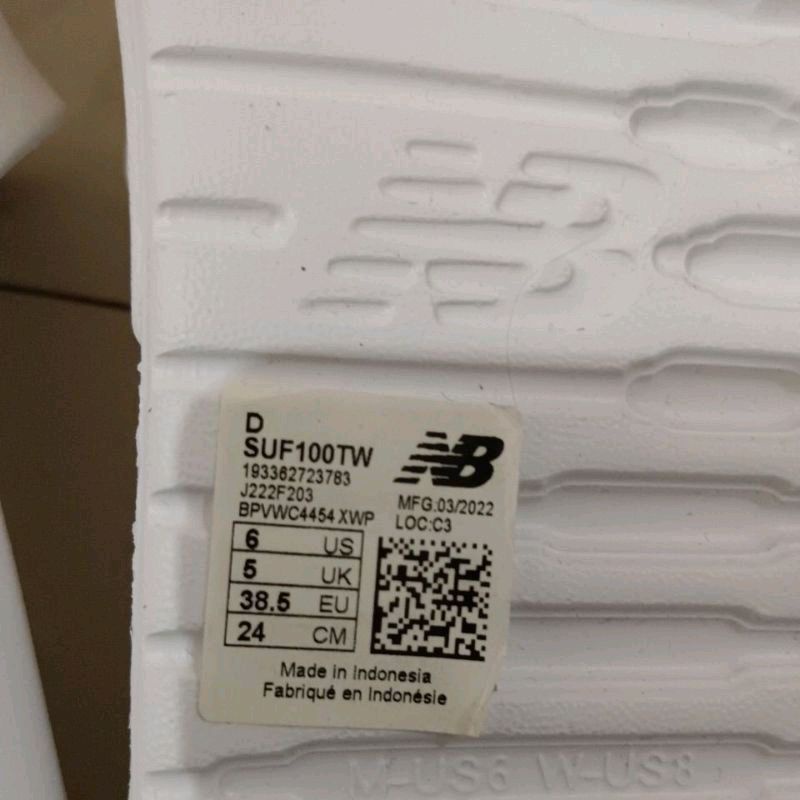 D
SUF100TW
193362723783
J222F203
BPVWC4454 XWP
NB
MFG:03/2022
LOC:C3
6 US
5 UK
38.5 EU
24 CM
Made in Indonesia
Fabriqué en Indonésie
M-US6 W-US8